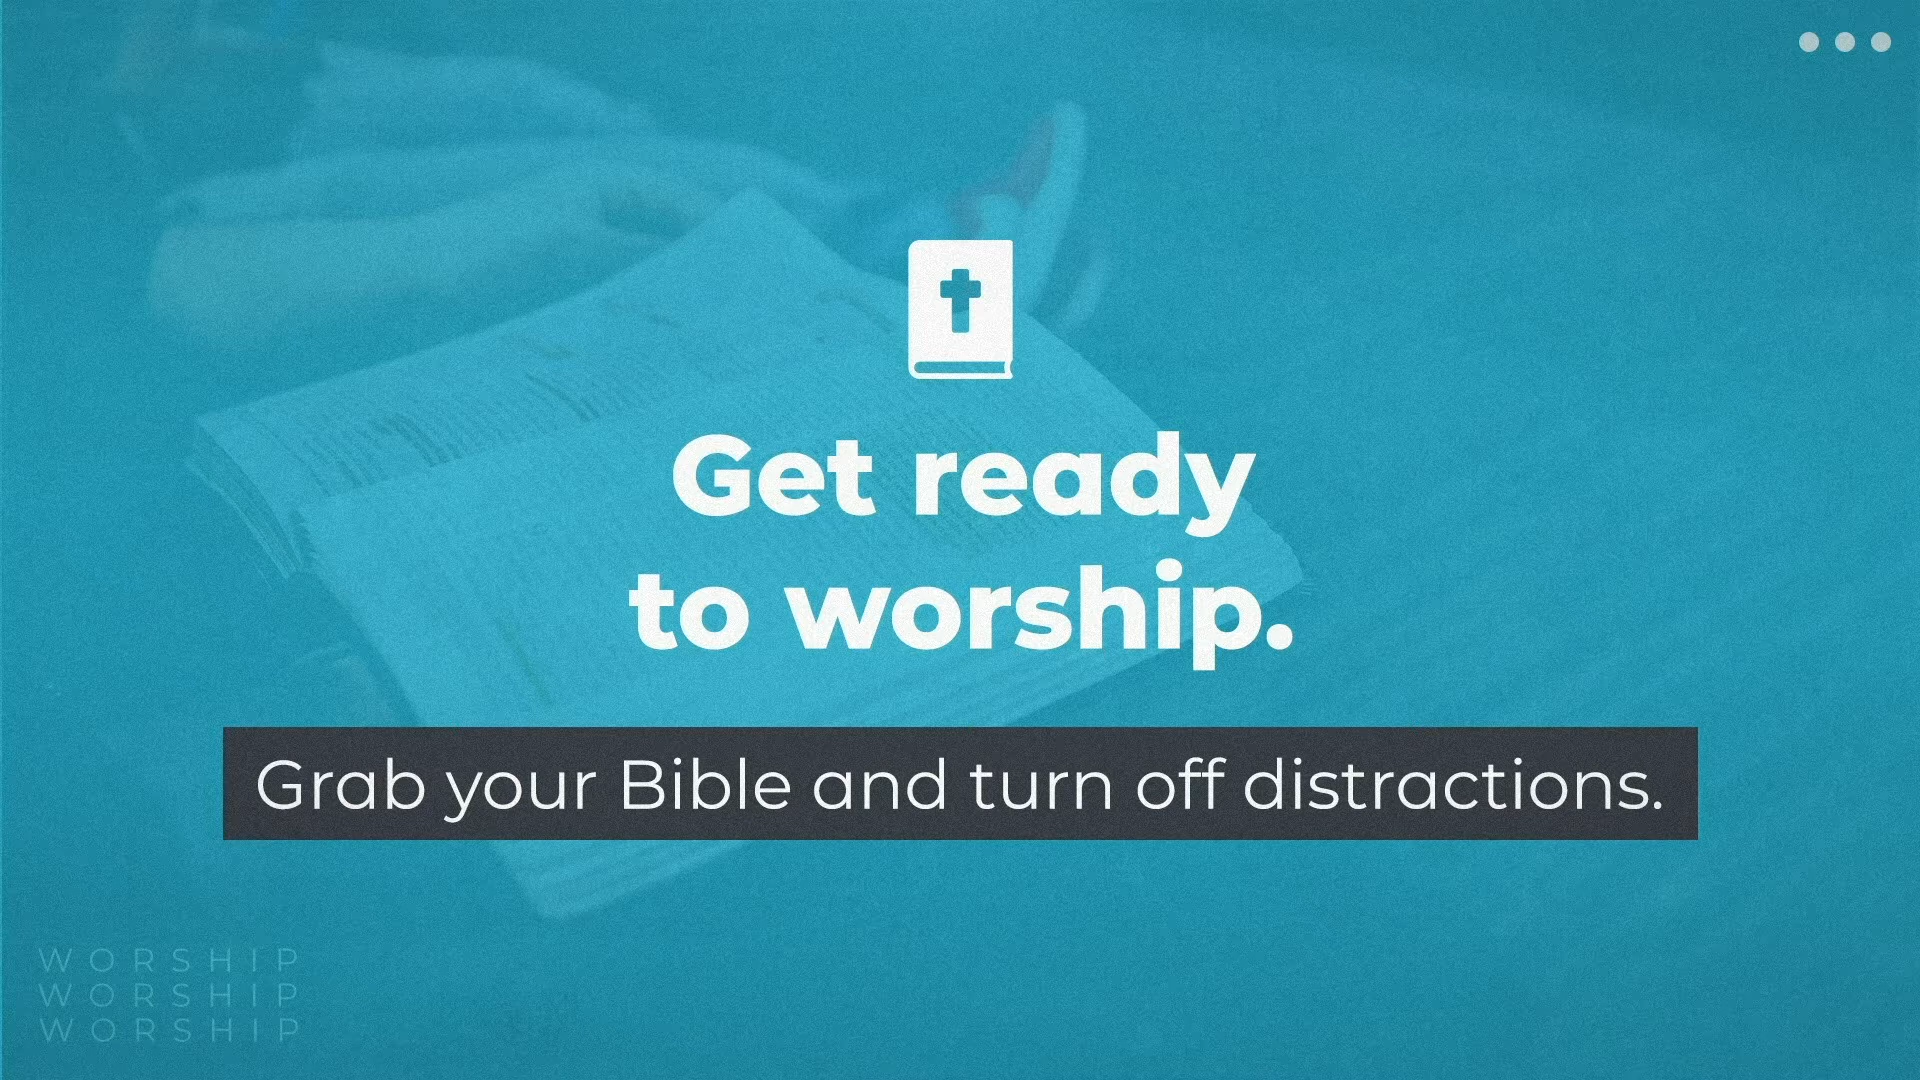 Get ready
to worship.
Grab your Bible and turn off distractions.
WORSHIP
WORSHIP
WORSHIP